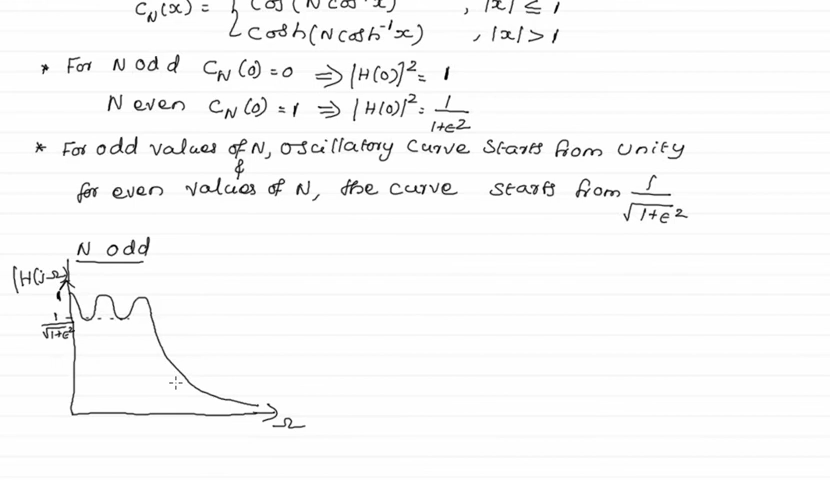 C_N(x) = { Cos(N cos⁻¹x) , |x| ≤ 1
Cosh(N cosh⁻¹x) , |x| > 1
* For N odd C_N(0)=0 ⇒ |H(0)|² = 1
N even C_N(0)=1 ⇒ |H(0)|² = 1/(1+ε²)
* For odd values of N, oscillatory curve starts from unity
&
for even values of N, the curve starts from 1/√(1+ε²)
N odd
|H(jΩ)|
1
1/√(1+ε²)
Ω